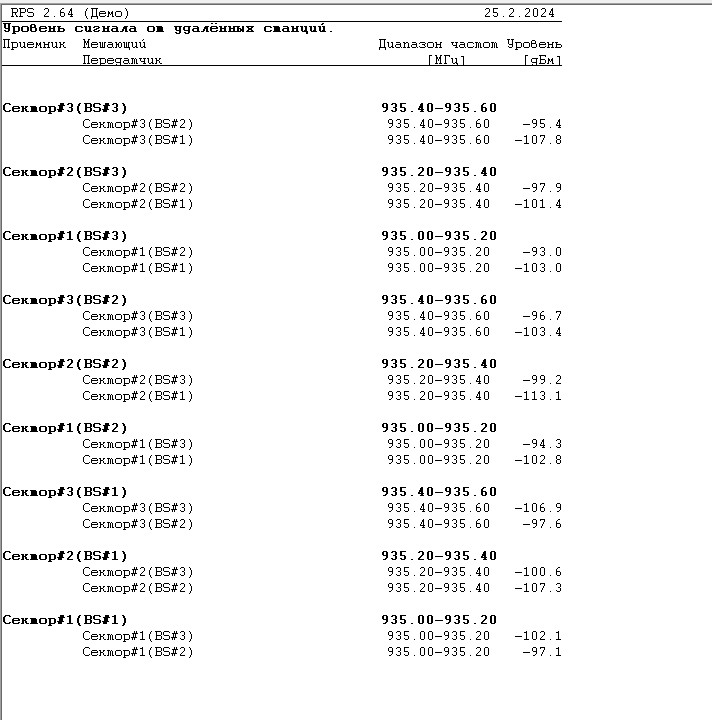 RPS 2.64 (Демо) 25.2.2024
Уровень сигнала от удалённых станций.
Приемник Мешающий Диапазон частот Уровень
Передатчик [МГц] [дБм]
Сектор#3(BS#3) 935.40-935.60
Сектор#3(BS#2) 935.40-935.60 -95.4
Сектор#3(BS#1) 935.40-935.60 -107.8
Сектор#2(BS#3) 935.20-935.40
Сектор#2(BS#2) 935.20-935.40 -97.9
Сектор#2(BS#1) 935.20-935.40 -101.4
Сектор#1(BS#3) 935.00-935.20
Сектор#1(BS#2) 935.00-935.20 -93.0
Сектор#1(BS#1) 935.00-935.20 -103.0
Сектор#3(BS#2) 935.40-935.60
Сектор#3(BS#3) 935.40-935.60 -96.7
Сектор#3(BS#1) 935.40-935.60 -103.4
Сектор#2(BS#2) 935.20-935.40
Сектор#2(BS#3) 935.20-935.40 -99.2
Сектор#2(BS#1) 935.20-935.40 -113.1
Сектор#1(BS#2) 935.00-935.20
Сектор#1(BS#3) 935.00-935.20 -94.3
Сектор#1(BS#1) 935.00-935.20 -102.8
Сектор#3(BS#1) 935.40-935.60
Сектор#3(BS#3) 935.40-935.60 -106.9
Сектор#3(BS#2) 935.40-935.60 -97.6
Сектор#2(BS#1) 935.20-935.40
Сектор#2(BS#3) 935.20-935.40 -100.6
Сектор#2(BS#2) 935.20-935.40 -107.3
Сектор#1(BS#1) 935.00-935.20
Сектор#1(BS#3) 935.00-935.20 -102.1
Сектор#1(BS#2) 935.00-935.20 -97.1